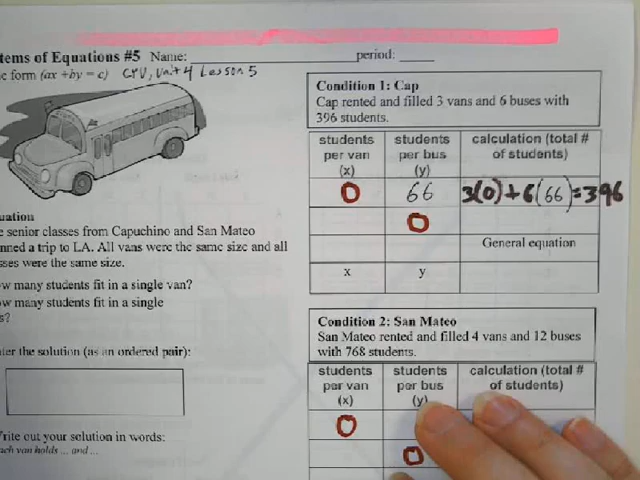 tems of Equations #5 Name: period:
e form (ax +by = c) CPU, Unit 4 Lesson 5
Condition 1: Cap
Cap rented and filled 3 vans and 6 buses with
396 students.
students per van (x) students per bus (y) calculation (total # of students)
0 66 3(0)+6(66)=396
0
General equation
x y
uation
e senior classes from Capuchino and San Mateo
nned a trip to LA. All vans were the same size and all
ses were the same size.
ow many students fit in a single van?
ow many students fit in a single
s?
ter the solution (as an ordered pair):
rite out your solution in words:
ach van holds ... and ...
Condition 2: San Mateo
San Mateo rented and filled 4 vans and 12 buses
with 768 students.
students per van (x) students per bus (y) calculation (total # of students)
0
0